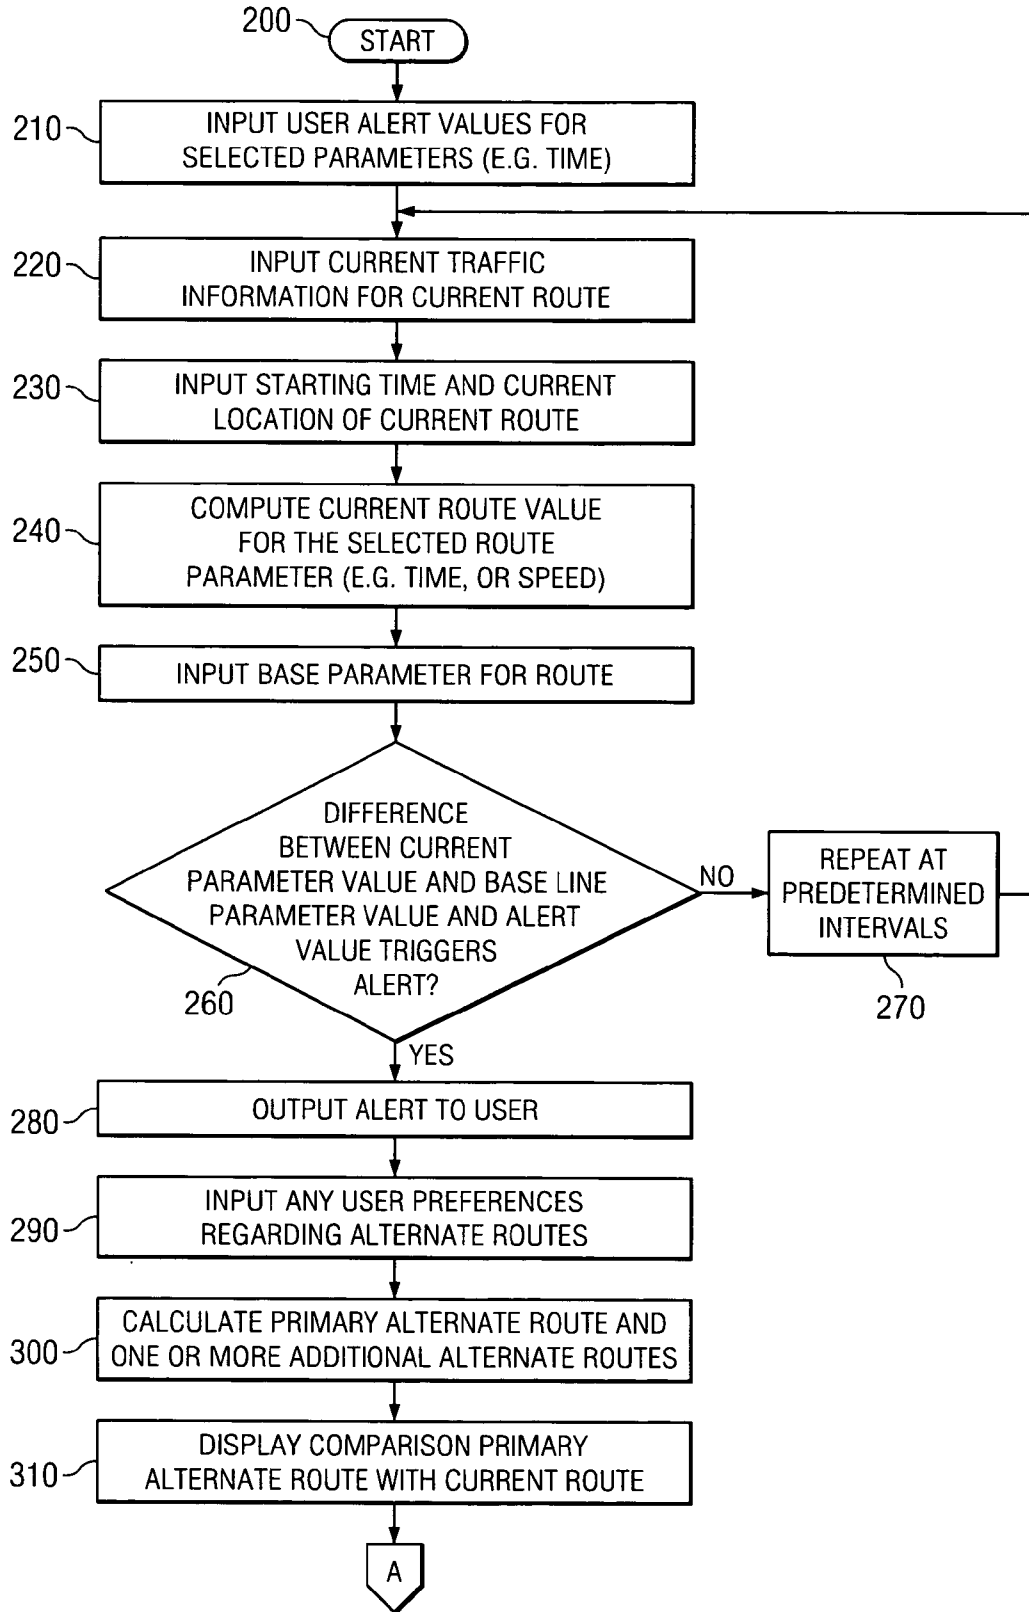 200
START
210
INPUT USER ALERT VALUES FOR
SELECTED PARAMETERS (E.G. TIME)
220
INPUT CURRENT TRAFFIC
INFORMATION FOR CURRENT ROUTE
230
INPUT STARTING TIME AND CURRENT
LOCATION OF CURRENT ROUTE
240
COMPUTE CURRENT ROUTE VALUE
FOR THE SELECTED ROUTE
PARAMETER (E.G. TIME, OR SPEED)
250
INPUT BASE PARAMETER FOR ROUTE
DIFFERENCE
BETWEEN CURRENT
PARAMETER VALUE AND BASE LINE
PARAMETER VALUE AND ALERT
VALUE TRIGGERS
ALERT?
260
NO
REPEAT AT
PREDETERMINED
INTERVALS
270
YES
280
OUTPUT ALERT TO USER
290
INPUT ANY USER PREFERENCES
REGARDING ALTERNATE ROUTES
300
CALCULATE PRIMARY ALTERNATE ROUTE AND
ONE OR MORE ADDITIONAL ALTERNATE ROUTES
310
DISPLAY COMPARISON PRIMARY
ALTERNATE ROUTE WITH CURRENT ROUTE
A